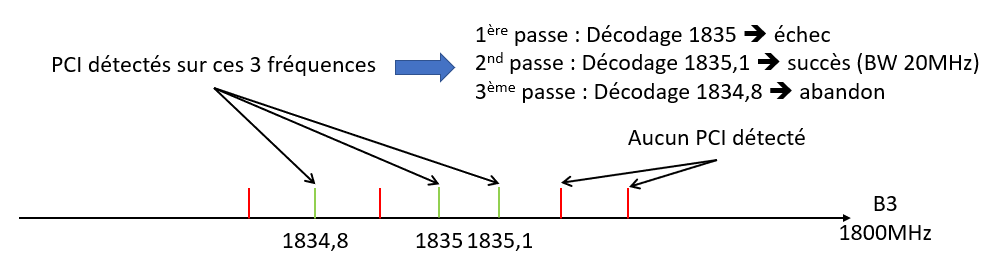 1ère passe : Décodage 1835 🡺 échec
PCI détectés sur ces 3 fréquences
2nd passe : Décodage 1835,1 🡺 succès (BW 20MHz)
3ème passe : Décodage 1834,8 🡺 abandon
Aucun PCI détecté
B3
1800MHz
1834,8
1835
1835,1